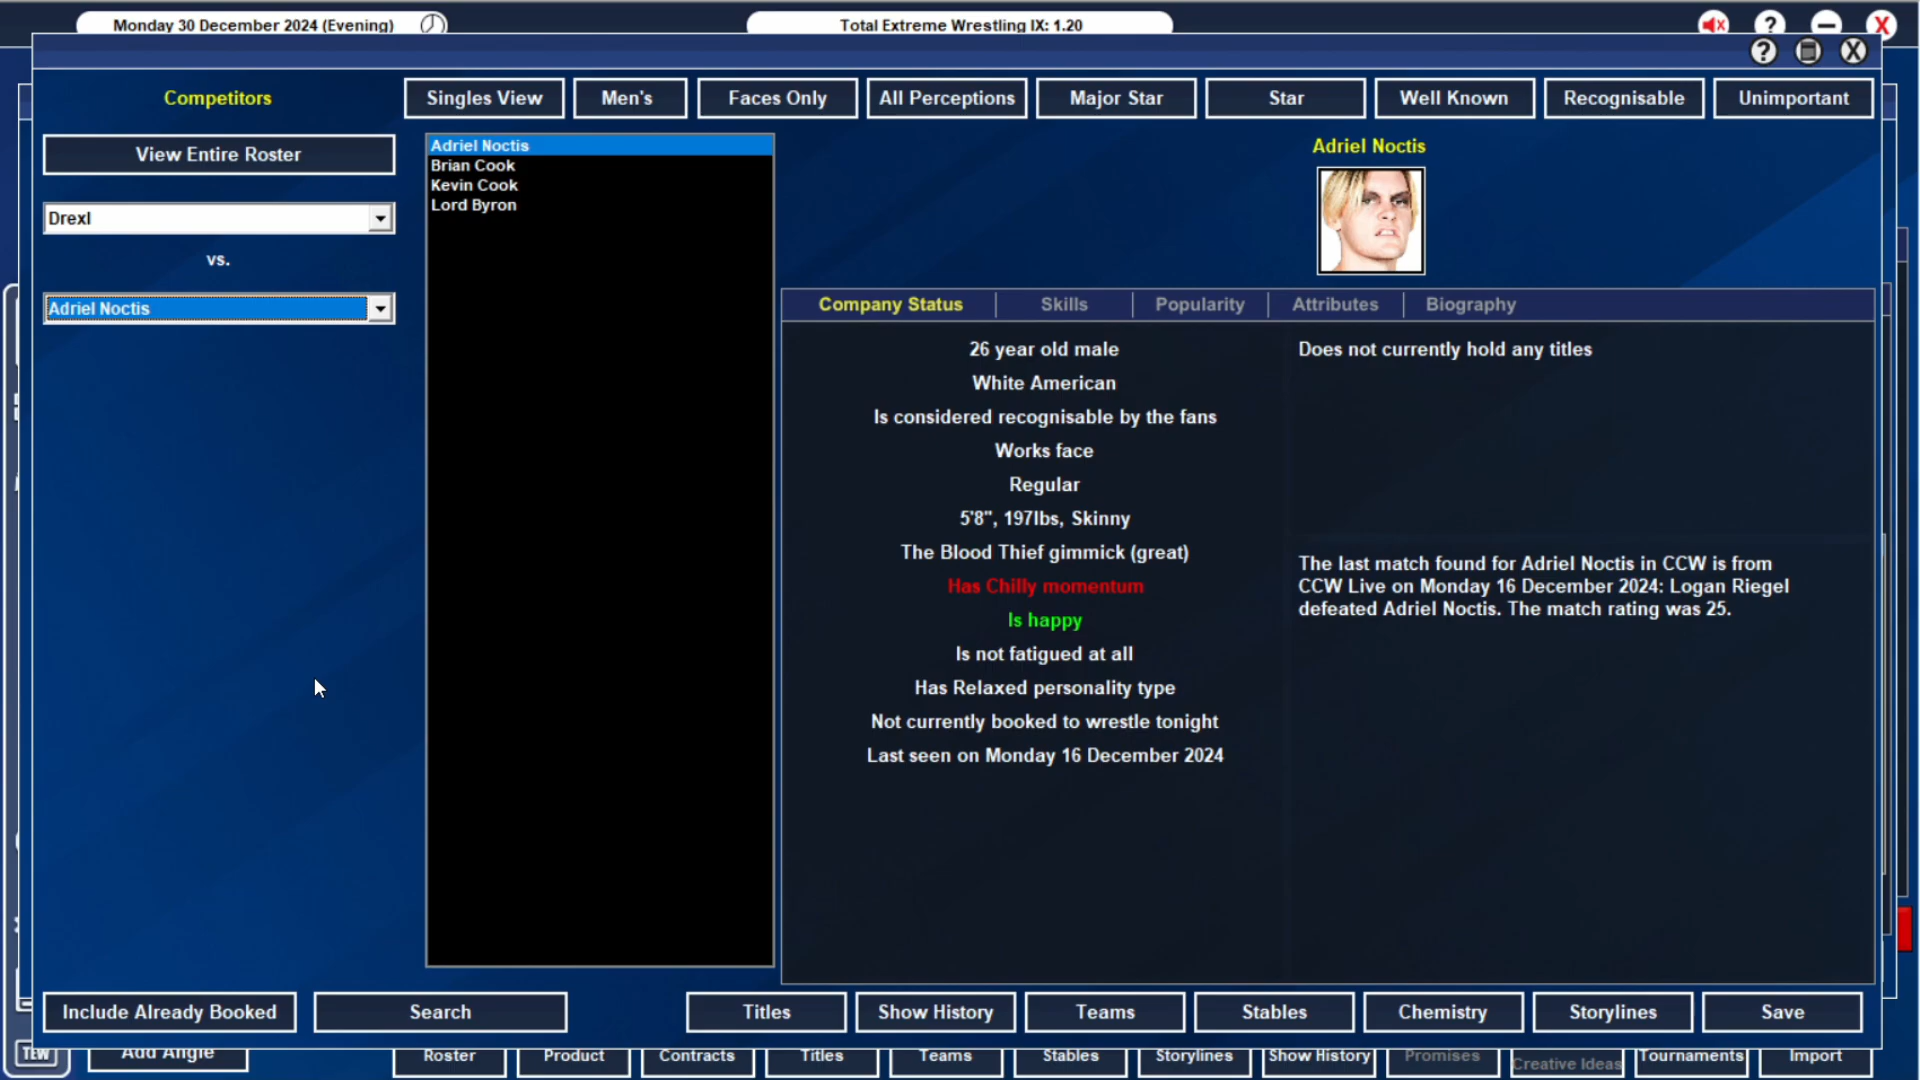 Monday 30 December 2024 (Evening)
Total Extreme Wrestling IX: 1.20
Competitors
Singles View
Men's
Faces Only
All Perceptions
Major Star
Star
Well Known
Recognisable
Unimportant
View Entire Roster
Drexl
vs.
Adriel Noctis
Adriel Noctis
Brian Cook
Kevin Cook
Lord Byron
Adriel Noctis
Company Status
Skills
Popularity
Attributes
Biography
26 year old male
White American
Is considered recognisable by the fans
Works face
Regular
5'8", 197lbs, Skinny
The Blood Thief gimmick (great)
Has Chilly momentum
Is happy
Is not fatigued at all
Has Relaxed personality type
Not currently booked to wrestle tonight
Last seen on Monday 16 December 2024
Does not currently hold any titles
The last match found for Adriel Noctis in CCW is from
CCW Live on Monday 16 December 2024: Logan Riegel
defeated Adriel Noctis. The match rating was 25.
Include Already Booked
Search
Titles
Show History
Teams
Stables
Chemistry
Storylines
Save
TEW
Add Angle
Roster
Product
Contracts
Titles
Teams
Stables
Storylines
Show History
Promises
Creative Ideas
Tournaments
Import